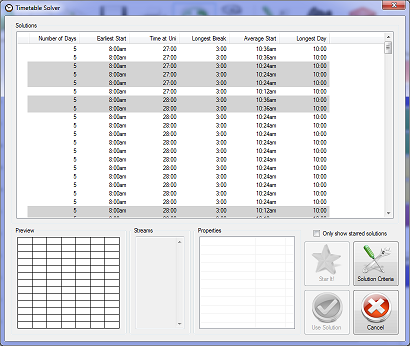 Timetable Solver
Solutions
Number of Days Earliest Start Time at Uni Longest Break Average Start Longest Day
5 8:00am 27:00 3:00 10:36am 10:00
5 8:00am 27:00 3:00 10:36am 10:00
5 8:00am 27:00 3:00 10:24am 10:00
5 8:00am 27:00 3:00 10:24am 10:00
5 8:00am 27:00 3:00 10:24am 10:00
5 8:00am 27:00 3:00 10:12am 10:00
5 8:00am 28:00 3:00 10:36am 10:00
5 8:00am 28:00 3:00 10:36am 10:00
5 8:00am 28:00 3:00 10:24am 10:00
5 8:00am 28:00 3:00 10:24am 10:00
5 8:00am 28:00 3:00 10:24am 10:00
5 8:00am 28:00 3:00 10:24am 10:00
5 8:00am 28:00 3:00 10:24am 10:00
5 8:00am 28:00 3:00 10:24am 10:00
5 8:00am 28:00 3:00 10:24am 10:00
5 8:00am 28:00 3:00 10:24am 10:00
5 8:00am 28:00 3:00 10:24am 10:00
5 8:00am 28:00 3:00 10:24am 10:00
5 8:00am 28:00 3:00 10:12am 10:00
Preview Streams Properties
Only show starred solutions
Star It! Solution Criteria
Use Solution Cancel